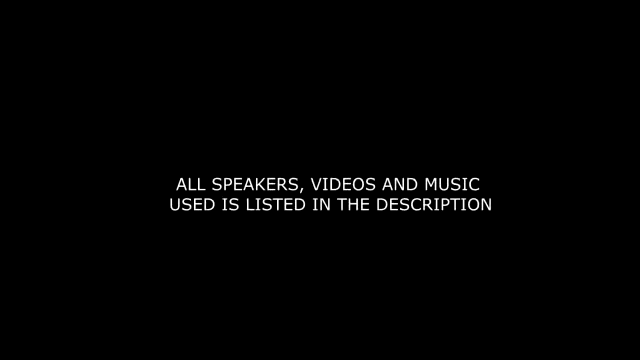 ALL SPEAKERS, VIDEOS AND MUSIC
USED IS LISTED IN THE DESCRIPTION